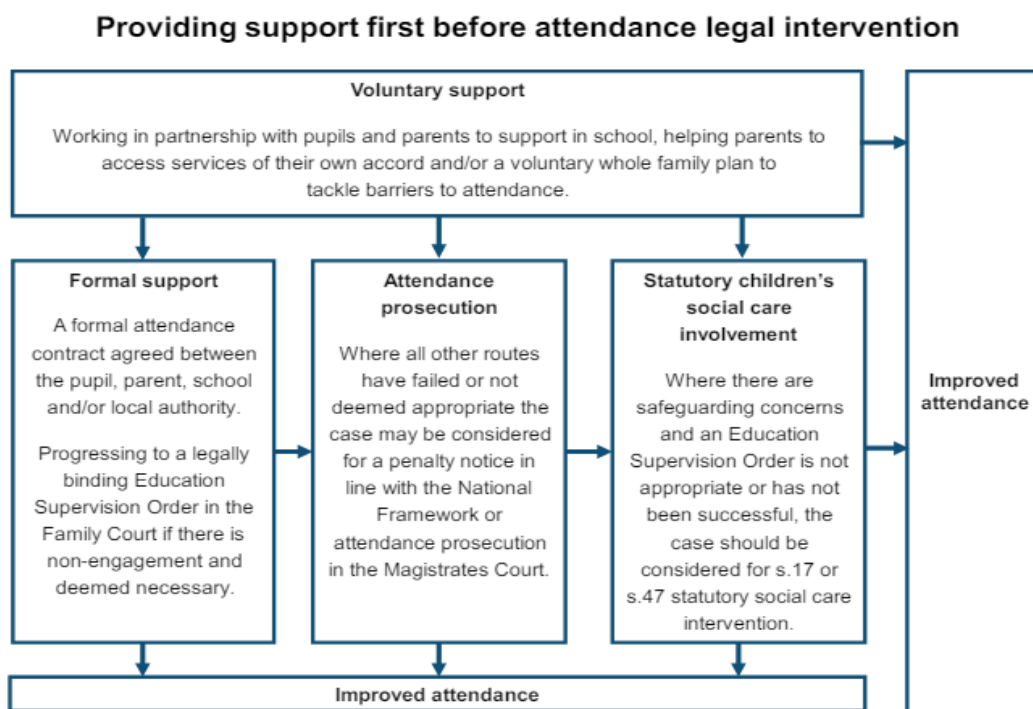 Providing support first before attendance legal intervention
Voluntary support
Working in partnership with pupils and parents to support in school, helping parents to
access services of their own accord and/or a voluntary whole family plan to
tackle barriers to attendance.
Formal support
A formal attendance
contract agreed between
the pupil, parent, school
and/or local authority.
Progressing to a legally
binding Education
Supervision Order in the
Family Court if there is
non-engagement and
deemed necessary.
Attendance
prosecution
Where all other routes
have failed or not
deemed appropriate the
case may be considered
for a penalty notice in
line with the National
Framework or
attendance prosecution
in the Magistrates Court.
Statutory children’s
social care
involvement
Where there are
safeguarding concerns
and an Education
Supervision Order is not
appropriate or has not
been successful, the
case should be
considered for s.17 or
s.47 statutory social care
intervention.
Improved
attendance
Improved attendance